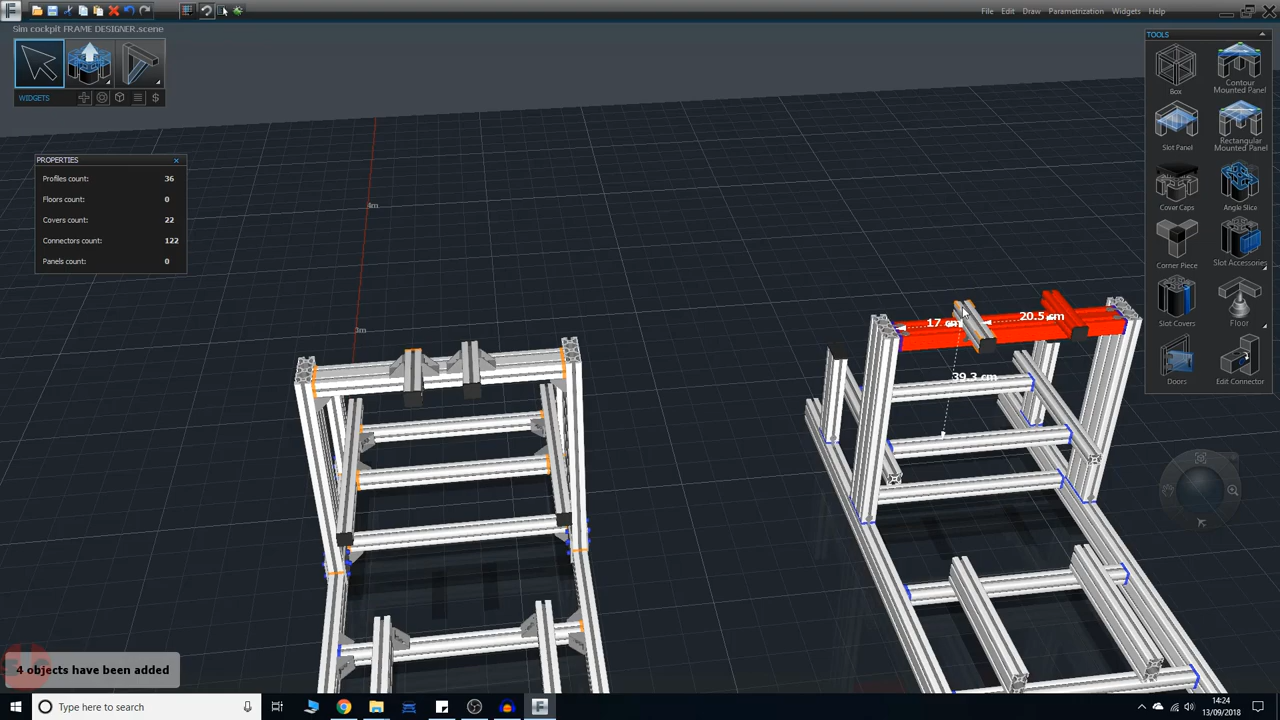 File Edit Draw Parametrization Widgets Help
Sim cockpit FRAME DESIGNER.scene
WIDGETS
TOOLS
Box
Contour
Mounted Panel
Slot Panel
Rectangular
Mounted Panel
Cover Caps
Angle Slice
Corner Piece
Slot Accessories
Slot Covers
Floor
Doors
Edit Connector
PROPERTIES
Profiles count: 36
Floors count: 0
Covers count: 22
Connectors count: 122
Panels count: 0
4m
3m
17 cm
20.5 cm
39.3 cm
4 objects have been added
Type here to search
14:24
13/09/2018